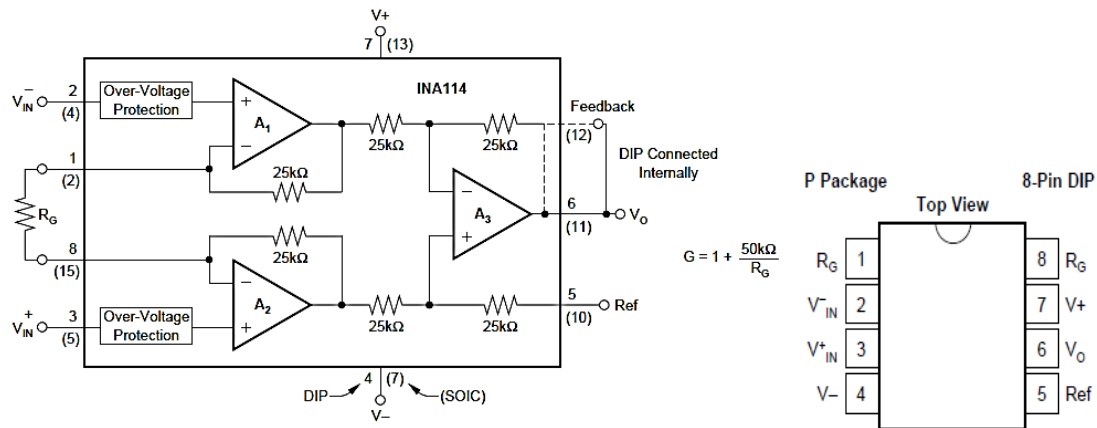 V+
7 (13)
INA114
2
V⁻IN
(4)
Over-Voltage
Protection
+
A1
−
Feedback
(12)
25kΩ
25kΩ
DIP Connected
Internally
1
(2)
25kΩ
RG
−
A3
+
6
(11)
VO
8
(15)
25kΩ
−
A2
+
5
(10)
Ref
25kΩ
25kΩ
3
V⁺IN
(5)
Over-Voltage
Protection
DIP
4 (7)
(SOIC)
V−
G = 1 + 50kΩ
RG
P Package
8-Pin DIP
Top View
RG 1
8 RG
V⁻IN 2
7 V+
V⁺IN 3
6 VO
V− 4
5 Ref